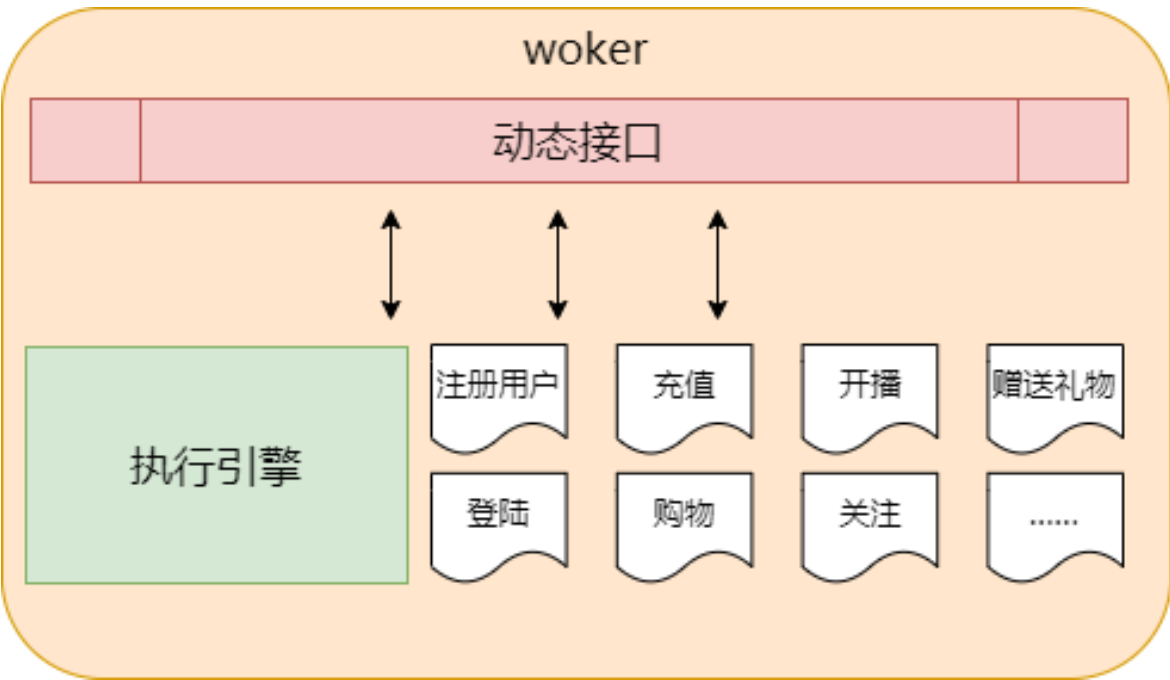 woker
动态接口
执行引擎
注册用户
充值
开播
赠送礼物
登陆
购物
关注
......